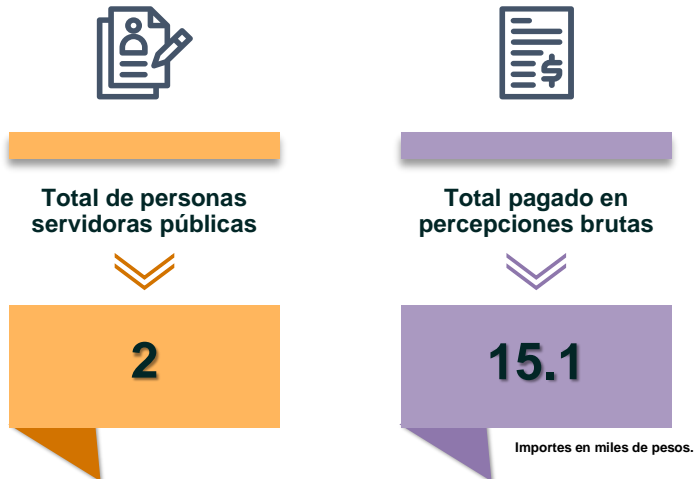 Total de personas
servidoras públicas
2
Total pagado en
percepciones brutas
15.1
Importes en miles de pesos.